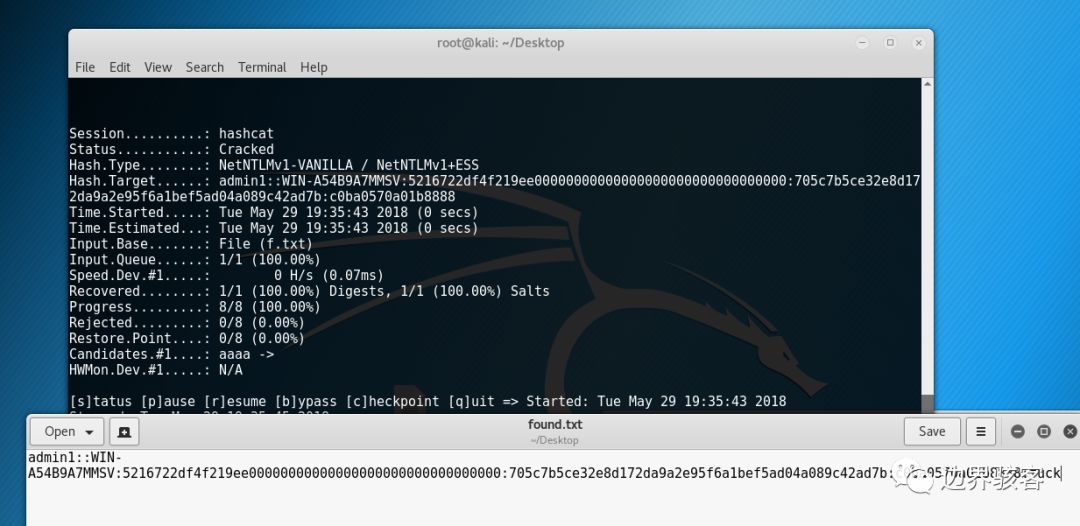 root@kali: ~/Desktop
File Edit View Search Terminal Help
Session..........: hashcat
Status...........: Cracked
Hash.Type........: NetNTLMv1-VANILLA / NetNTLMv1+ESS
Hash.Target......: admin1::WIN-A54B9A7MMSV:5216722df4f219ee00000000000000000000000000000000:705c7b5ce32e8d17
2da9a2e95f6a1bef5ad04a089c42ad7b:c0ba0570a01b8888
Time.Started.....: Tue May 29 19:35:43 2018 (0 secs)
Time.Estimated...: Tue May 29 19:35:43 2018 (0 secs)
Input.Base.......: File (f.txt)
Input.Queue......: 1/1 (100.00%)
Speed.Dev.#1.....:        0 H/s (0.07ms)
Recovered........: 1/1 (100.00%) Digests, 1/1 (100.00%) Salts
Progress.........: 8/8 (100.00%)
Rejected.........: 0/8 (0.00%)
Restore.Point....: 0/8 (0.00%)
Candidates.#1....: aaaa ->
HWMon.Dev.#1.....: N/A
[s]tatus [p]ause [r]esume [b]ypass [c]heckpoint [q]uit => Started: Tue May 29 19:35:43 2018
Open
found.txt
~/Desktop
Save
admin1::WIN-
A54B9A7MMSV:5216722df4f219ee00000000000000000000000000000000:705c7b5ce32e8d172da9a2e95f6a1bef5ad04a089c42ad7b:
边界骇客